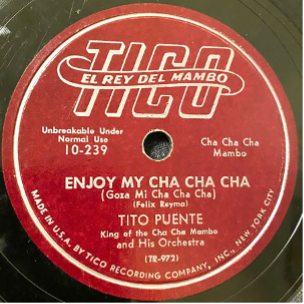 TICO
EL REY DEL MAMBO
Unbreakable Under
Normal Use
10-239
Cha Cha Cha
Mambo
ENJOY MY CHA CHA CHA
(Goza Mi Cha Cha Cha)
(Felix Reyma)
TITO PUENTE
King of the Cha Cha Mambo
and His Orchestra
(TR-972)
MADE IN U.S.A. BY TICO RECORDING COMPANY, INC., NEW YORK CITY